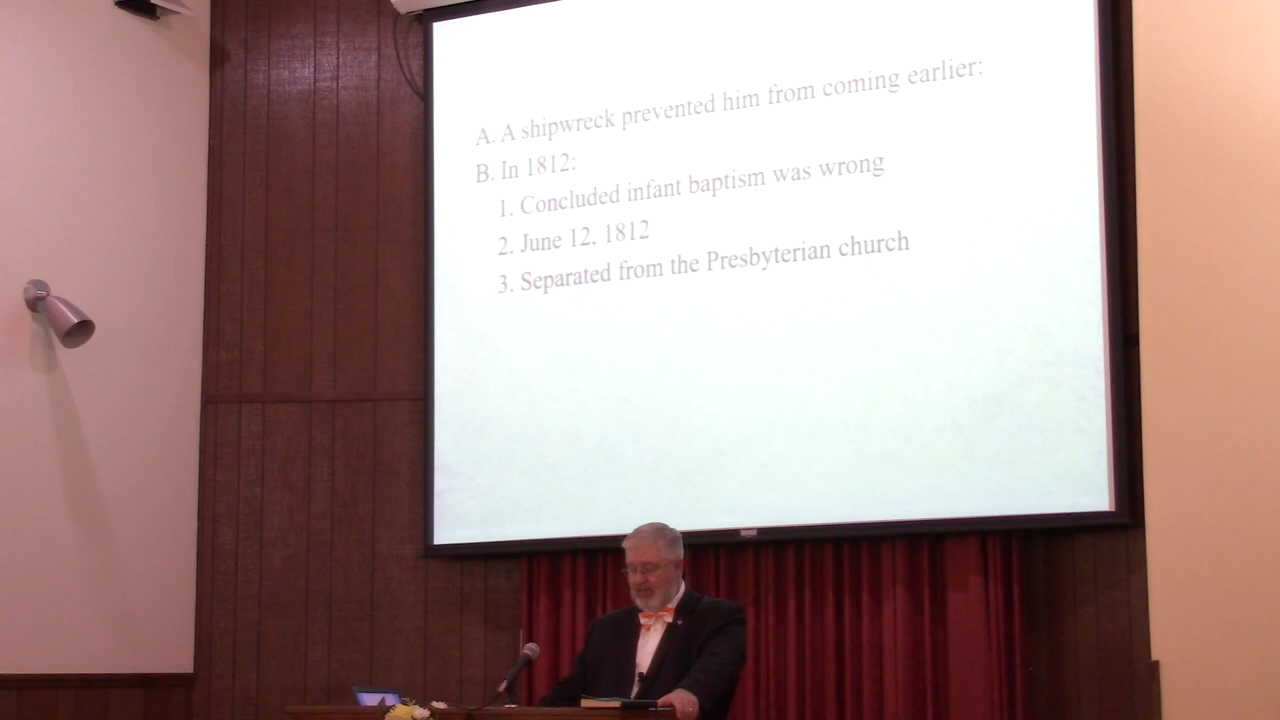 A. A shipwreck prevented him from coming earlier:
B. In 1812:
1. Concluded infant baptism was wrong
2. June 12, 1812
3. Separated from the Presbyterian church